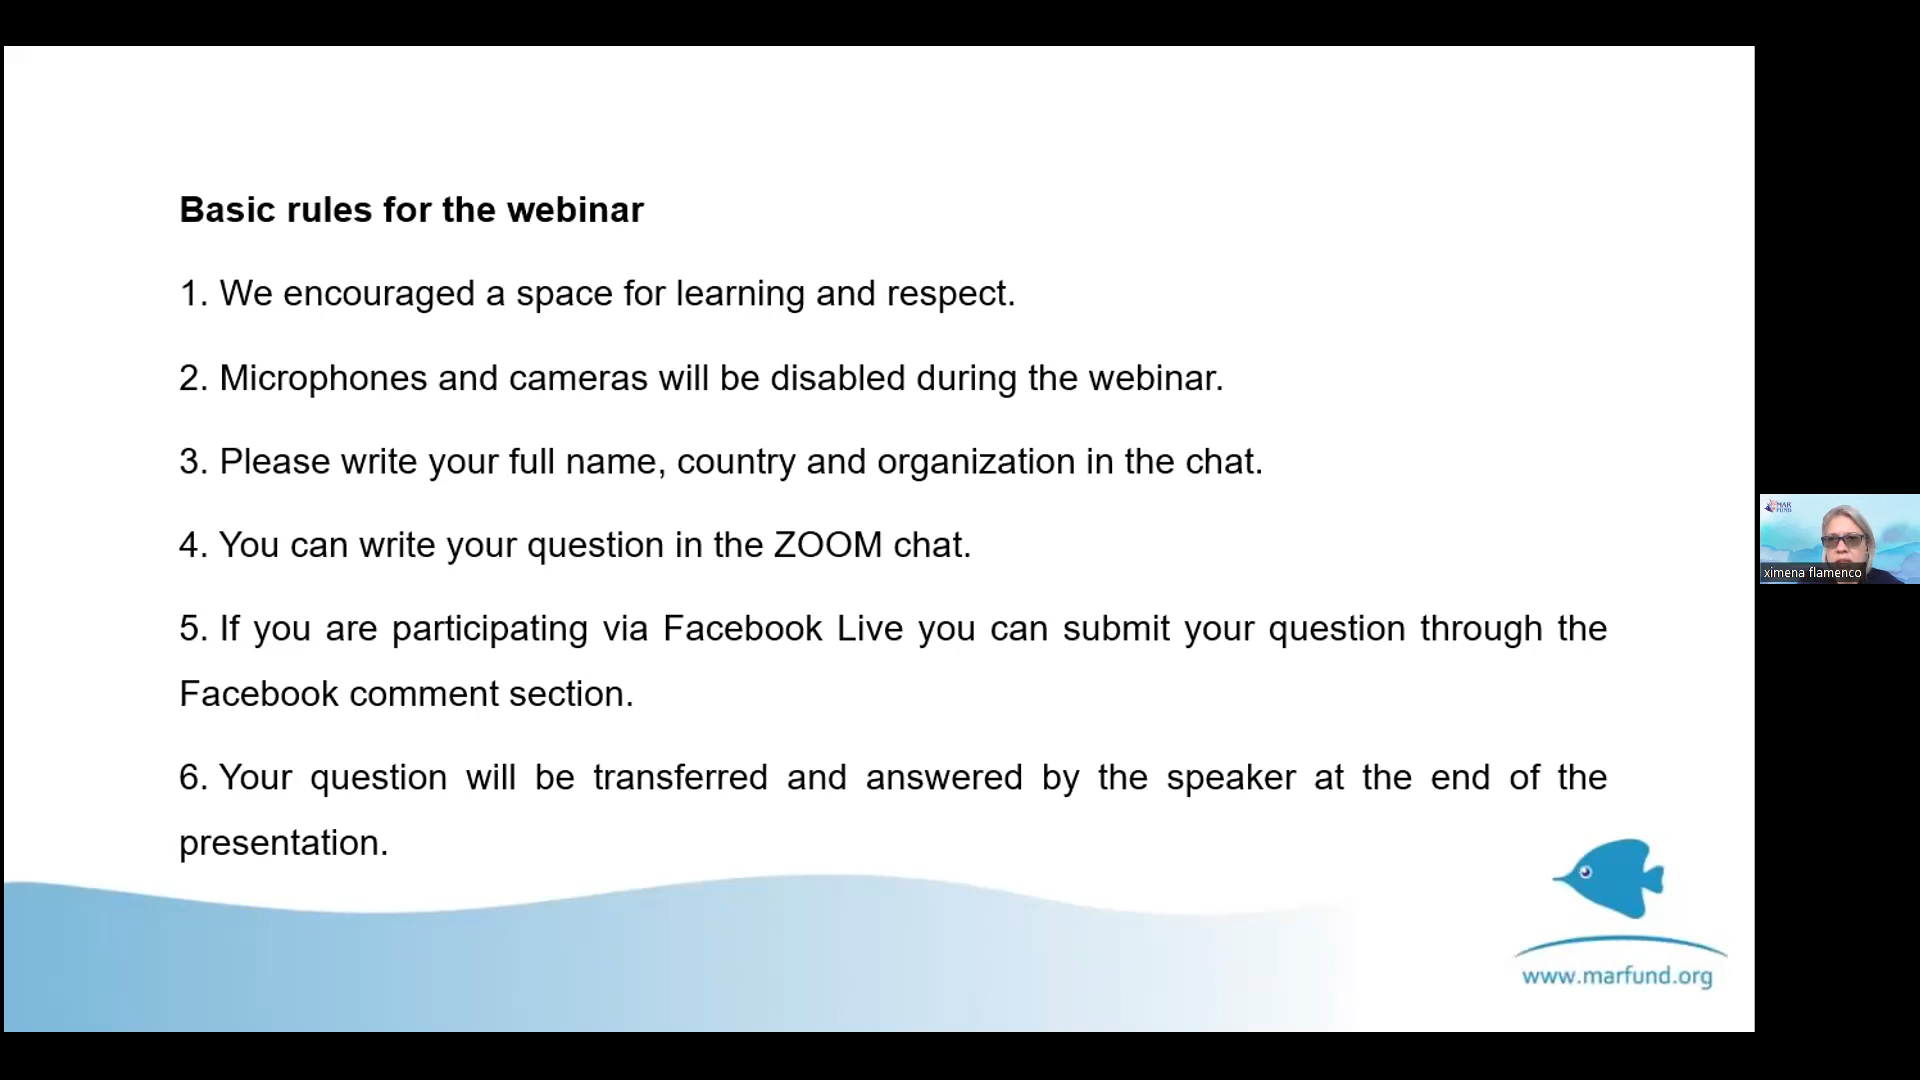 Basic rules for the webinar
1. We encouraged a space for learning and respect.
2. Microphones and cameras will be disabled during the webinar.
3. Please write your full name, country and organization in the chat.
4. You can write your question in the ZOOM chat.
5. If you are participating via Facebook Live you can submit your question through the
Facebook comment section.
6. Your question will be transferred and answered by the speaker at the end of the
presentation.
www.marfund.org
MAR
FUND
ximena flamenco